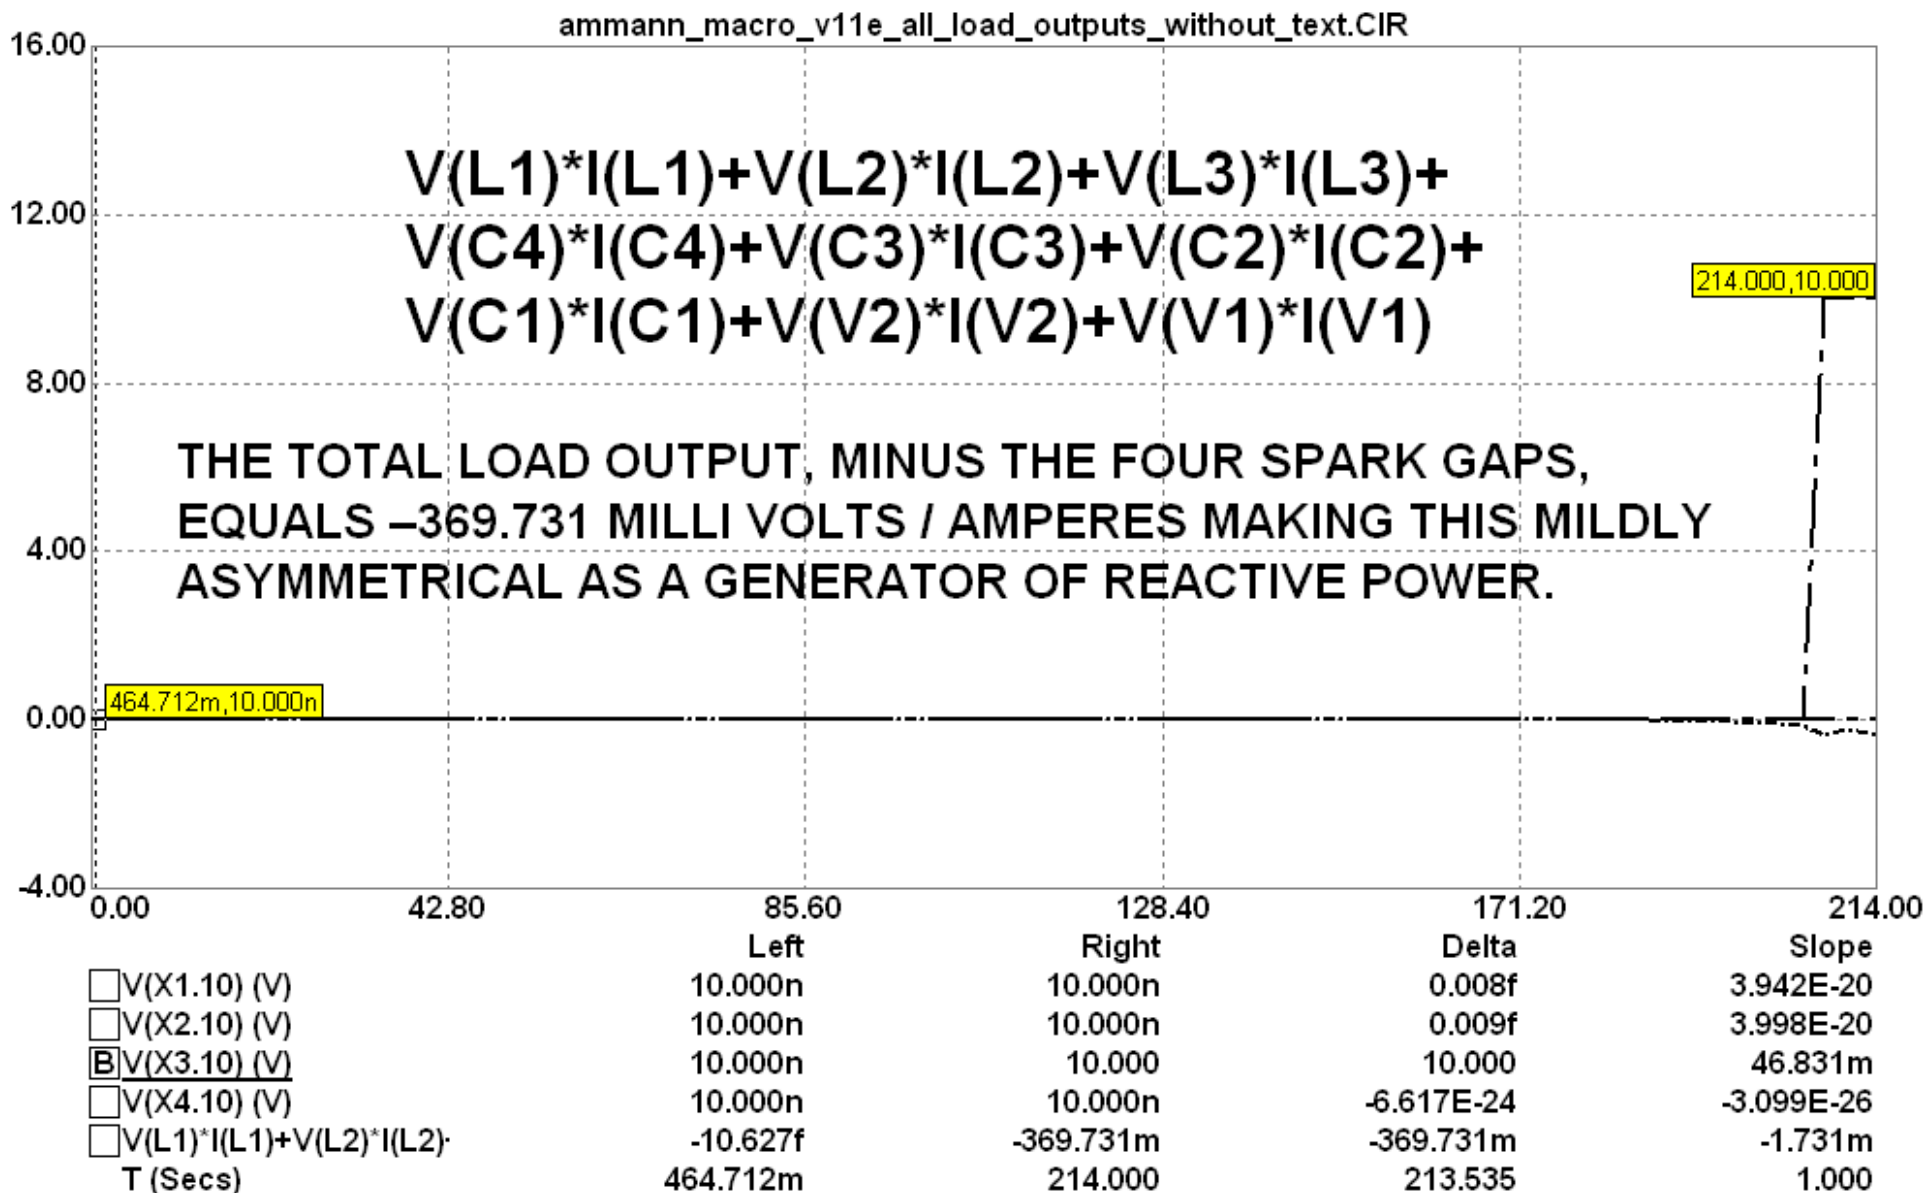 ammann_macro_v11e_all_load_outputs_without_text.CIR
16.00
V(L1)*I(L1)+V(L2)*I(L2)+V(L3)*I(L3)+
12.00
V(C4)*I(C4)+V(C3)*I(C3)+V(C2)*I(C2)+
214.000,10.000
V(C1)*I(C1)+V(V2)*I(V2)+V(V1)*I(V1)
8.00
THE TOTAL LOAD OUTPUT, MINUS THE FOUR SPARK GAPS,
EQUALS –369.731 MILLI VOLTS / AMPERES MAKING THIS MILDLY
4.00
ASYMMETRICAL AS A GENERATOR OF REACTIVE POWER.
464.712m,10.000n
0.00
-4.00
0.00 42.80 85.60 128.40 171.20 214.00
Left Right Delta Slope
V(X1.10) (V) 10.000n 10.000n 0.008f 3.942E-20
V(X2.10) (V) 10.000n 10.000n 0.009f 3.998E-20
B V(X3.10) (V) 10.000n 10.000 10.000 46.831m
V(X4.10) (V) 10.000n 10.000n -6.617E-24 -3.099E-26
V(L1)*I(L1)+V(L2)*I(L2)· -10.627f -369.731m -369.731m -1.731m
T (Secs) 464.712m 214.000 213.535 1.000